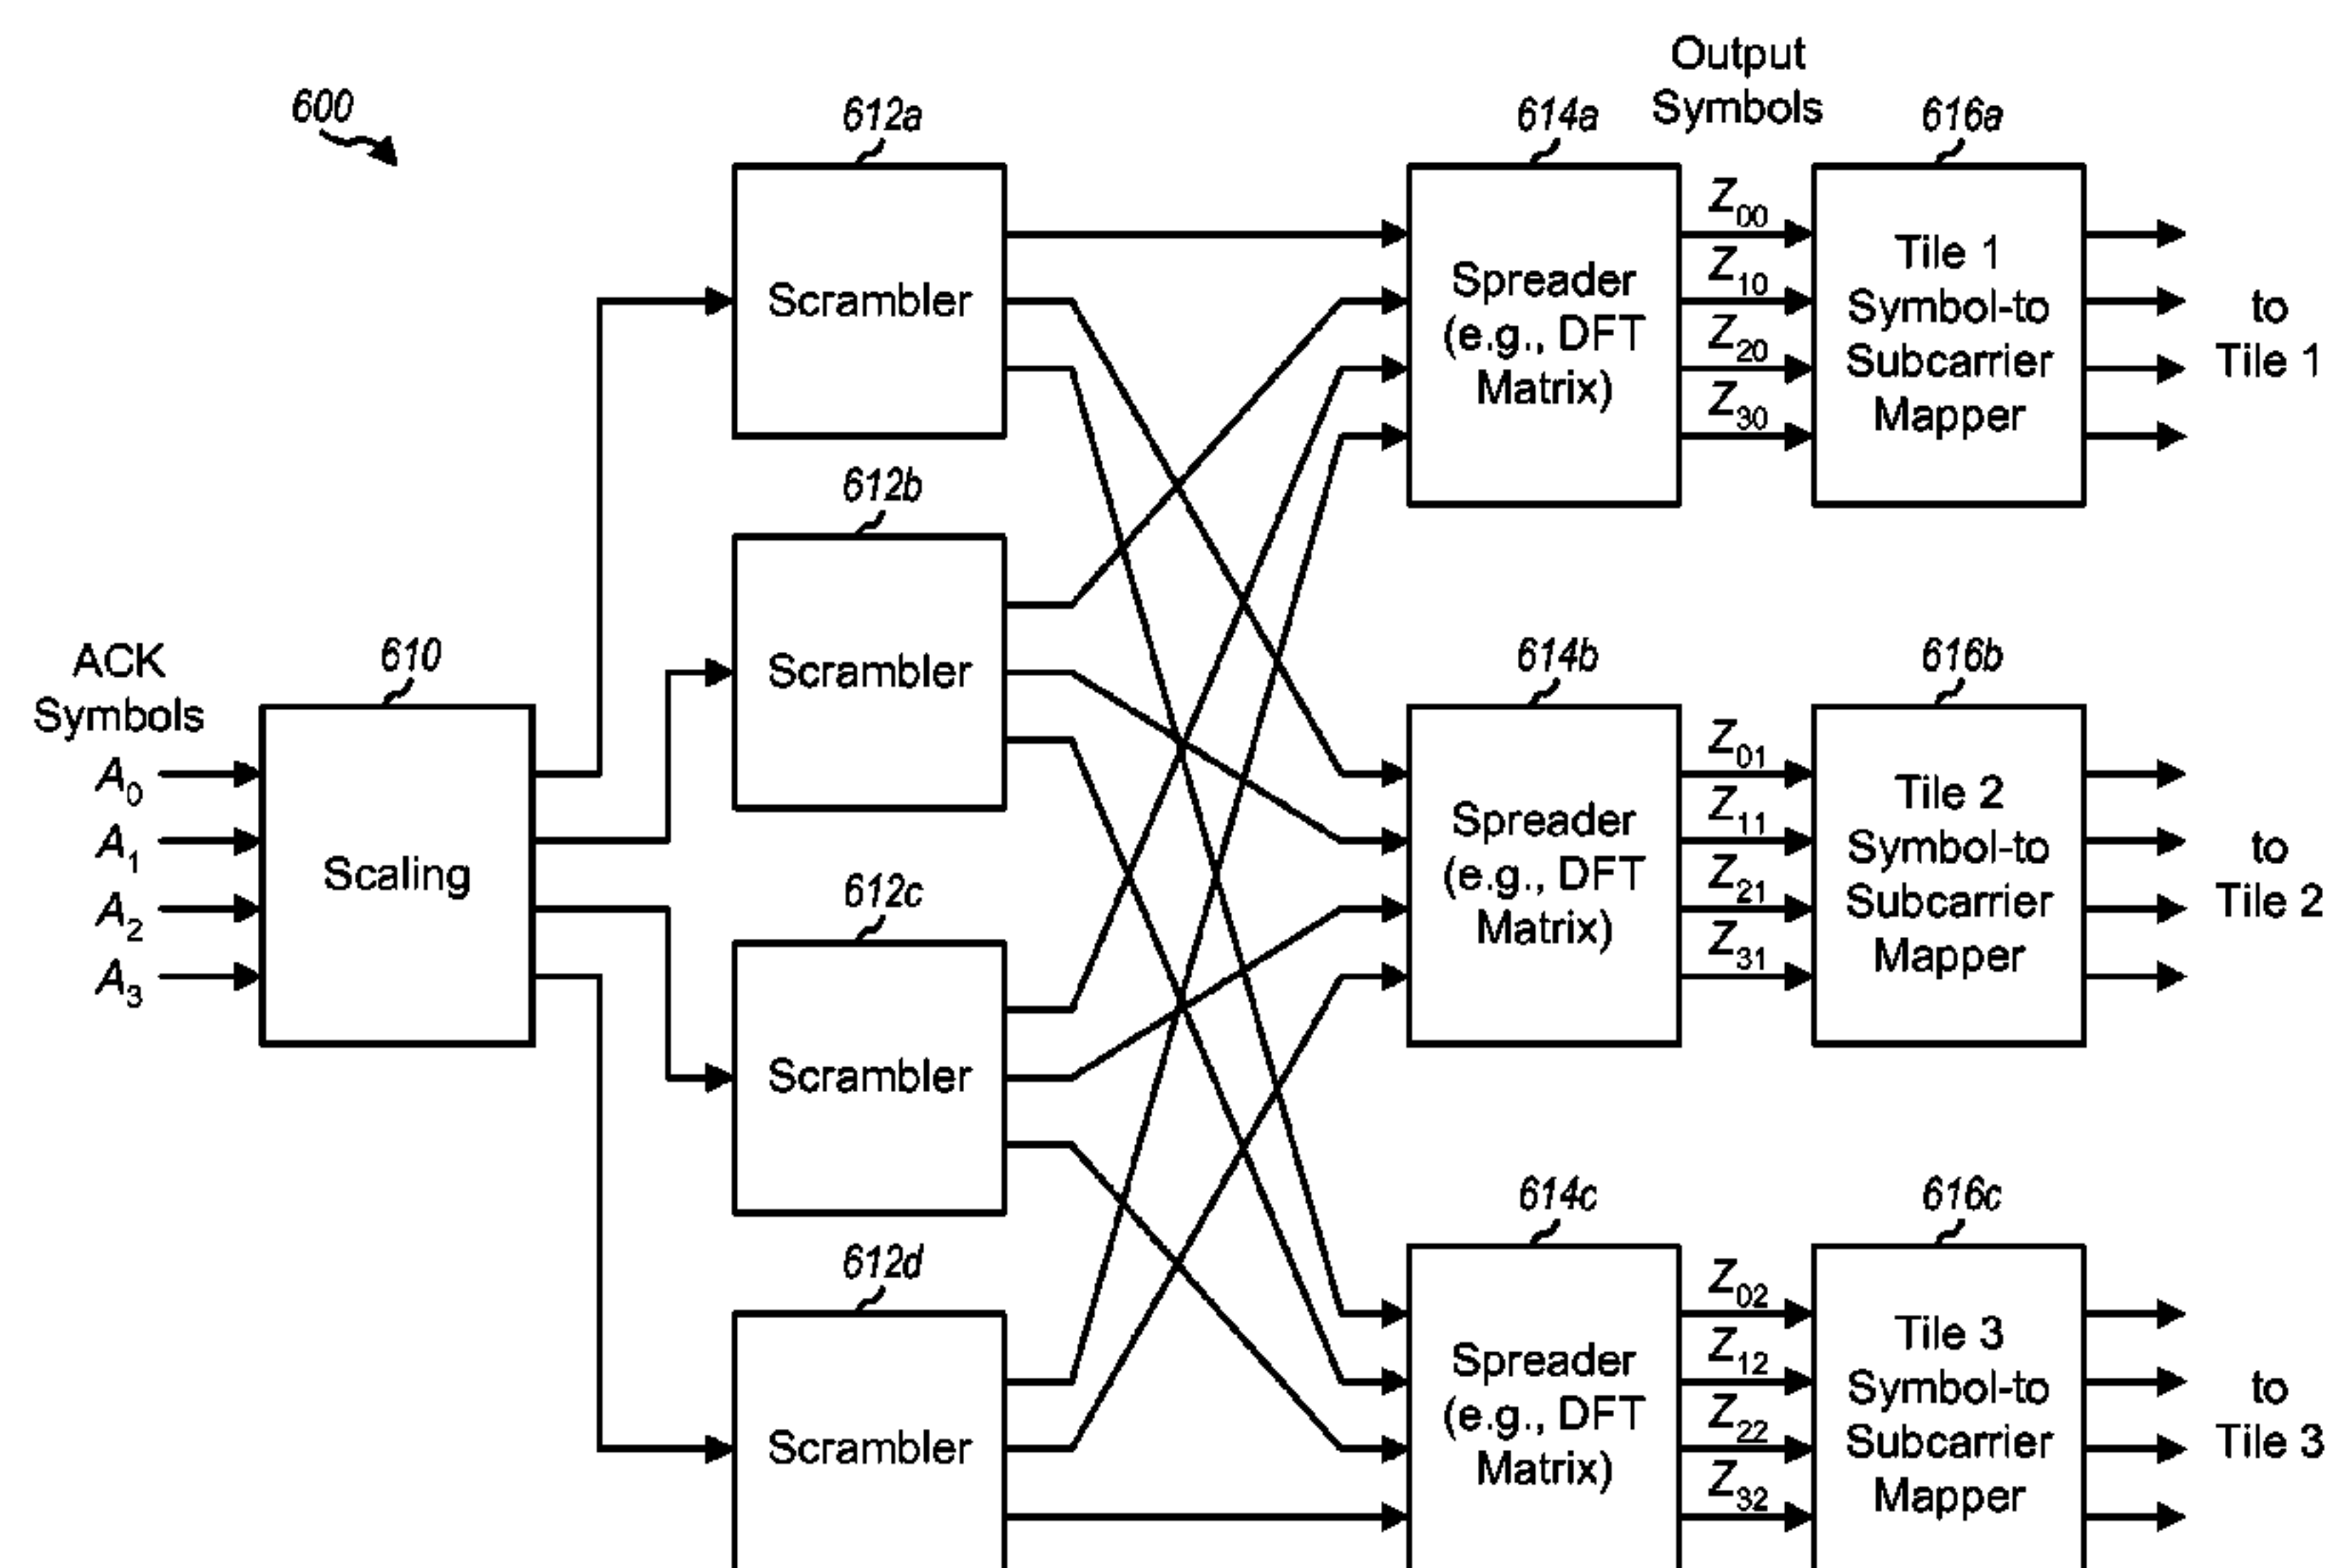 600
ACK
Symbols
A0
A1
A2
A3
610
Scaling
612a
Scrambler
612b
Scrambler
612c
Scrambler
612d
Scrambler
614a
Spreader
(e.g., DFT
Matrix)
Output
Symbols
Z00
Z10
Z20
Z30
616a
Tile 1
Symbol-to
Subcarrier
Mapper
to
Tile 1
614b
Spreader
(e.g., DFT
Matrix)
Z01
Z11
Z21
Z31
616b
Tile 2
Symbol-to
Subcarrier
Mapper
to
Tile 2
614c
Spreader
(e.g., DFT
Matrix)
Z02
Z12
Z22
Z32
616c
Tile 3
Symbol-to
Subcarrier
Mapper
to
Tile 3